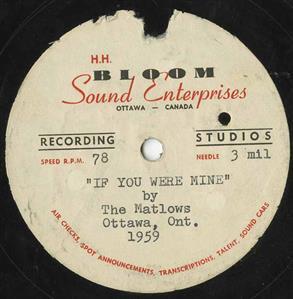 H.H.
BLOOM
Sound Enterprises
OTTAWA — CANADA
RECORDING STUDIOS
SPEED R.P.M. 78 NEEDLE 3 mil
"IF YOU WERE MINE"
by
The Matlows
Ottawa, Ont.
1959
AIR CHECKS, SPOT ANNOUNCEMENTS, TRANSCRIPTIONS, TALENT, SOUND CARS